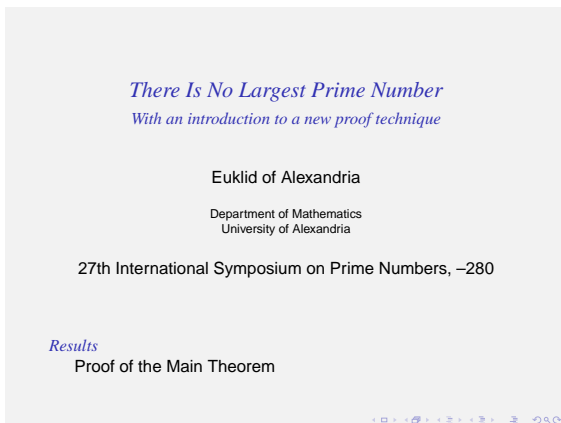 There Is No Largest Prime Number
With an introduction to a new proof technique
Euklid of Alexandria
Department of Mathematics
University of Alexandria
27th International Symposium on Prime Numbers, –280
Results
Proof of the Main Theorem